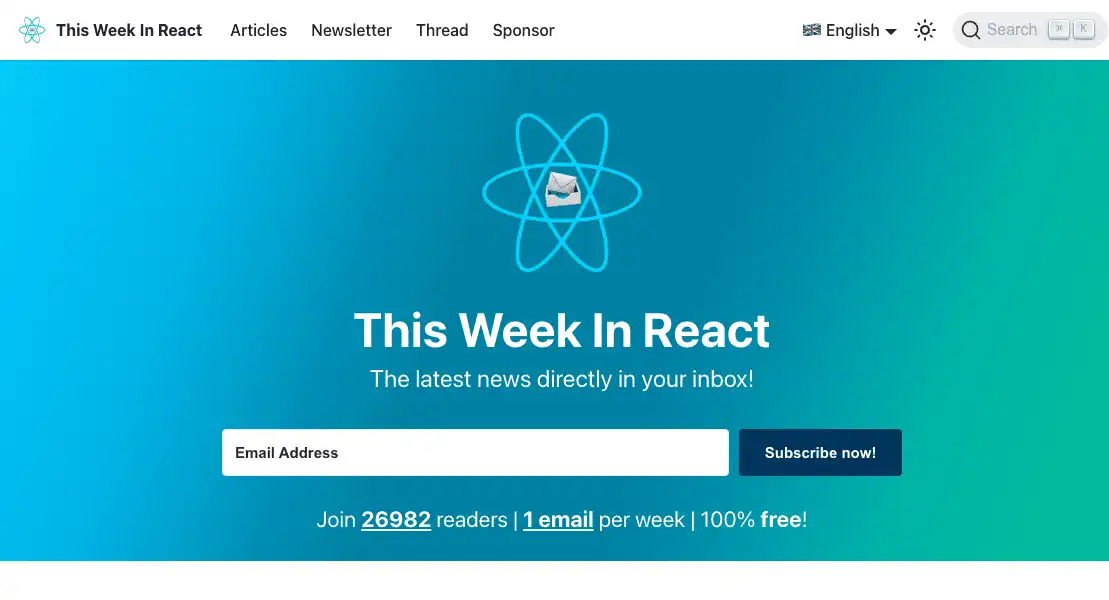 This Week In React Articles Newsletter Thread Sponsor English Search ⌘ K
This Week In React
The latest news directly in your inbox!
Email Address Subscribe now!
Join 26982 readers | 1 email per week | 100% free!